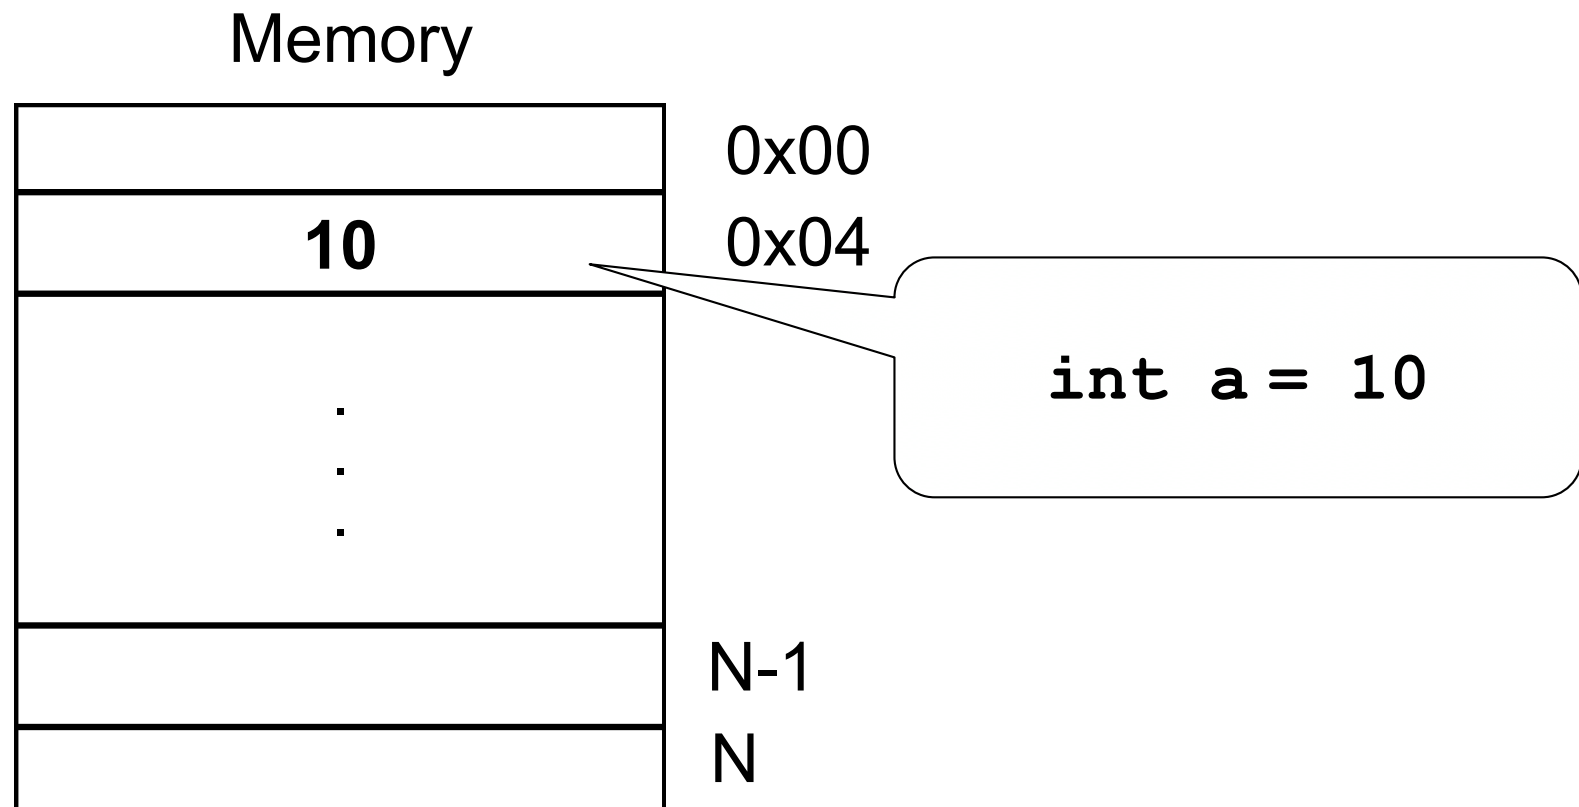 Memory
0x00
10 0x04
int a = 10
.
.
.
N-1
N